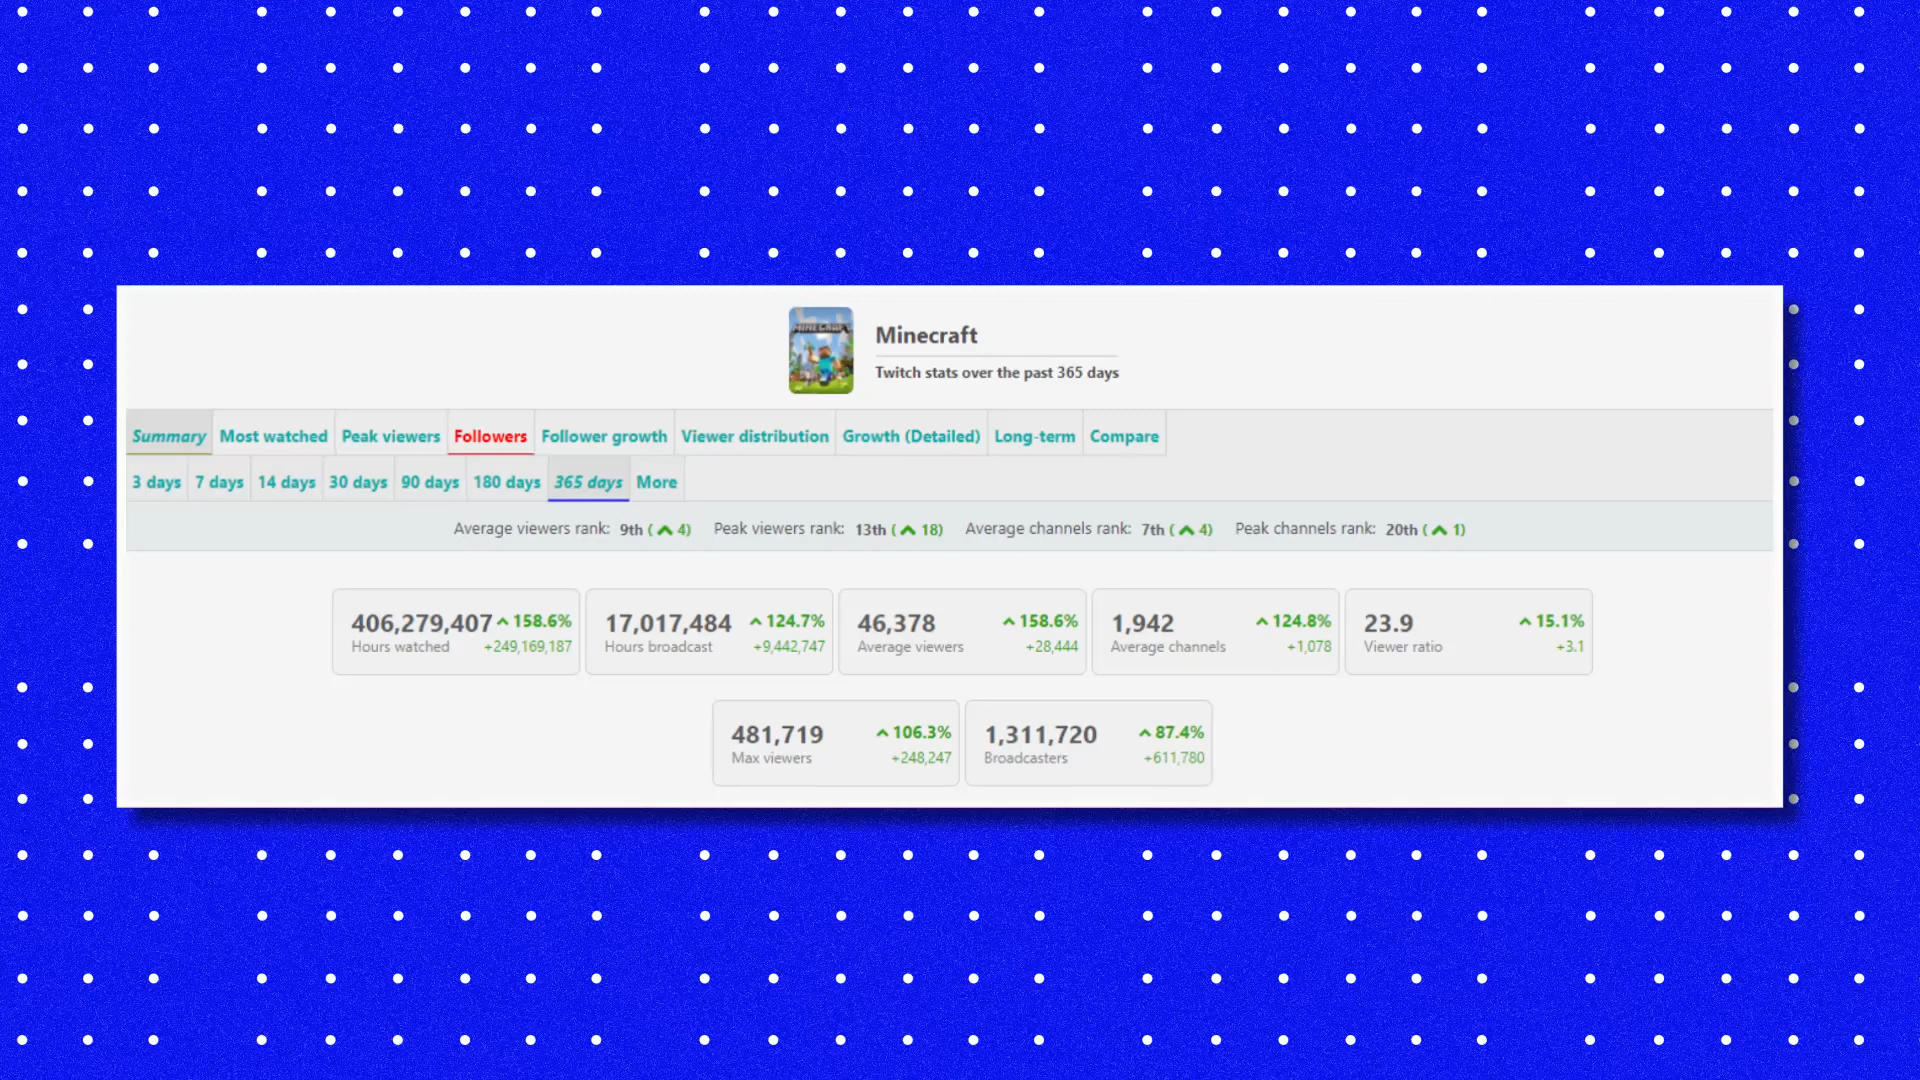 MINECRAFT
Minecraft
Twitch stats over the past 365 days
Summary Most watched Peak viewers Followers Follower growth Viewer distribution Growth (Detailed) Long-term Compare
3 days 7 days 14 days 30 days 90 days 180 days 365 days More
Average viewers rank: 9th ( 4) Peak viewers rank: 13th ( 18) Average channels rank: 7th ( 4) Peak channels rank: 20th ( 1)
406,279,407 158.6% 17,017,484 124.7% 46,378 158.6% 1,942 124.8% 23.9 15.1%
Hours watched +249,169,187 Hours broadcast +9,442,747 Average viewers +28,444 Average channels +1,078 Viewer ratio +3.1
481,719 106.3% 1,311,720 87.4%
Max viewers +248,247 Broadcasters +611,780